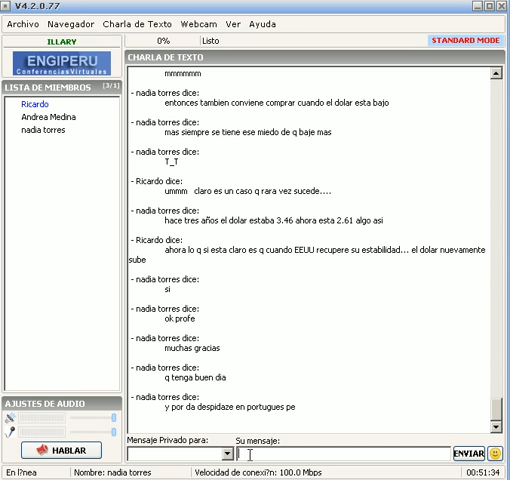 V4.2.0.77
Archivo Navegador Charla de Texto Webcam Ver Ayuda
ILLARY 0% Listo STANDARD MODE
ENGIPERU
ConferenciasVirtuales
CHARLA DE TEXTO
LISTA DE MIEMBROS [3/1]
Ricardo
Andrea Medina
nadia torres
mmmmmm
- nadia torres dice:
entonces tambien conviene comprar cuando el dolar esta bajo
- nadia torres dice:
mas siempre se tiene ese miedo de q baje mas
- nadia torres dice:
T_T
- Ricardo dice:
ummm claro es un caso q rara vez sucede....
- nadia torres dice:
hace tres años el dolar estaba 3.46 ahora esta 2.61 algo asi
- Ricardo dice:
ahora lo q si esta claro es q cuando EEUU recupere su estabilidad... el dolar nuevamente
sube
- nadia torres dice:
si
- nadia torres dice:
ok profe
- nadia torres dice:
muchas gracias
- nadia torres dice:
q tenga buen dia
- nadia torres dice:
y por da despidaze en portugues pe
AJUSTES DE AUDIO
HABLAR
Mensaje Privado para: Su mensaje:
ENVIAR
En l?nea Nombre: nadia torres Velocidad de conexi?n: 100.0 Mbps 00:51:34